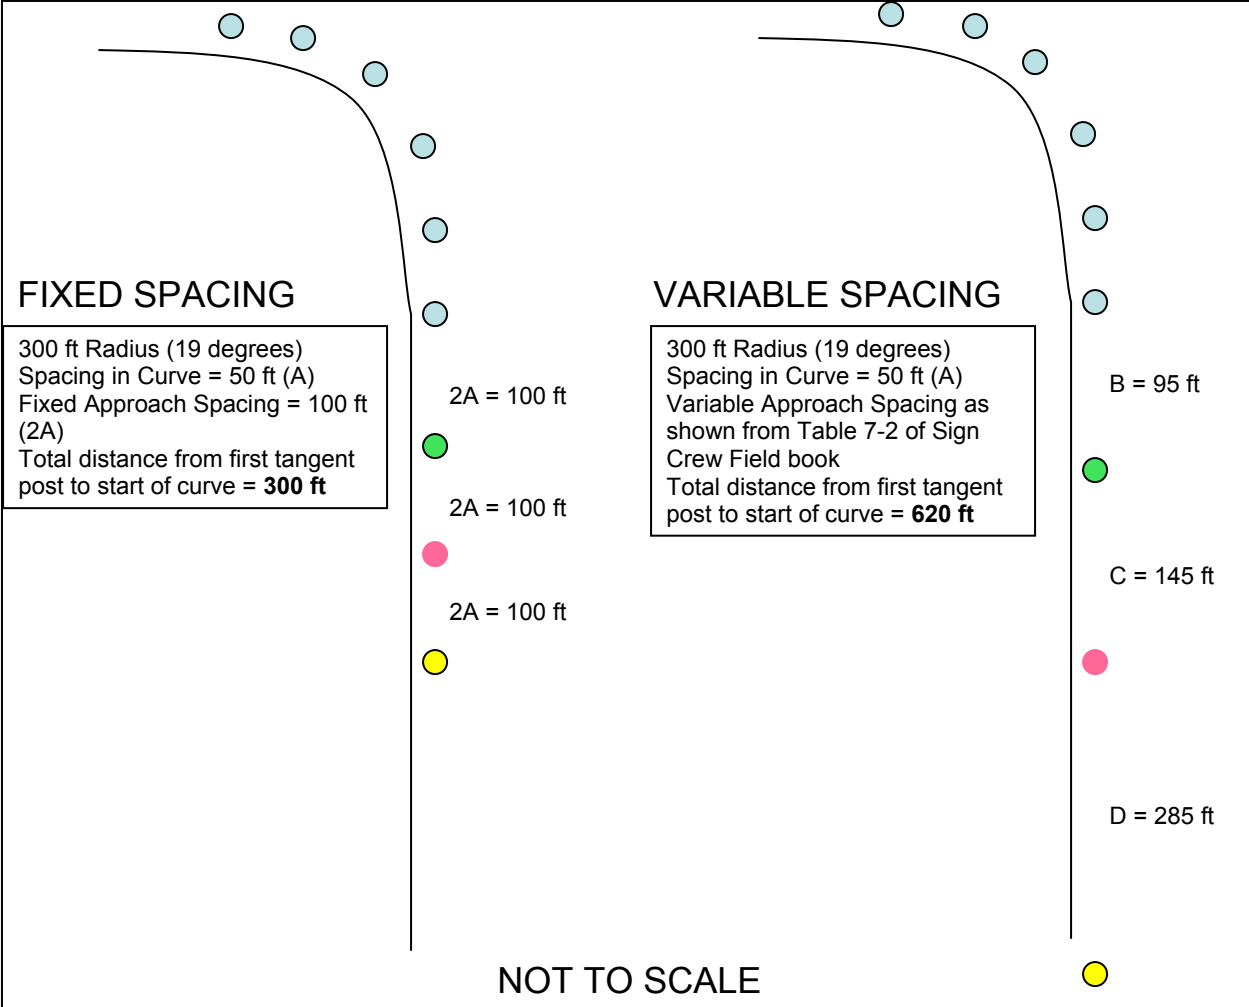 FIXED SPACING
300 ft Radius (19 degrees)
Spacing in Curve = 50 ft (A)
Fixed Approach Spacing = 100 ft
(2A)
Total distance from first tangent
post to start of curve = 300 ft
2A = 100 ft
2A = 100 ft
2A = 100 ft
VARIABLE SPACING
300 ft Radius (19 degrees)
Spacing in Curve = 50 ft (A)
Variable Approach Spacing as
shown from Table 7-2 of Sign
Crew Field book
Total distance from first tangent
post to start of curve = 620 ft
B = 95 ft
C = 145 ft
D = 285 ft
NOT TO SCALE